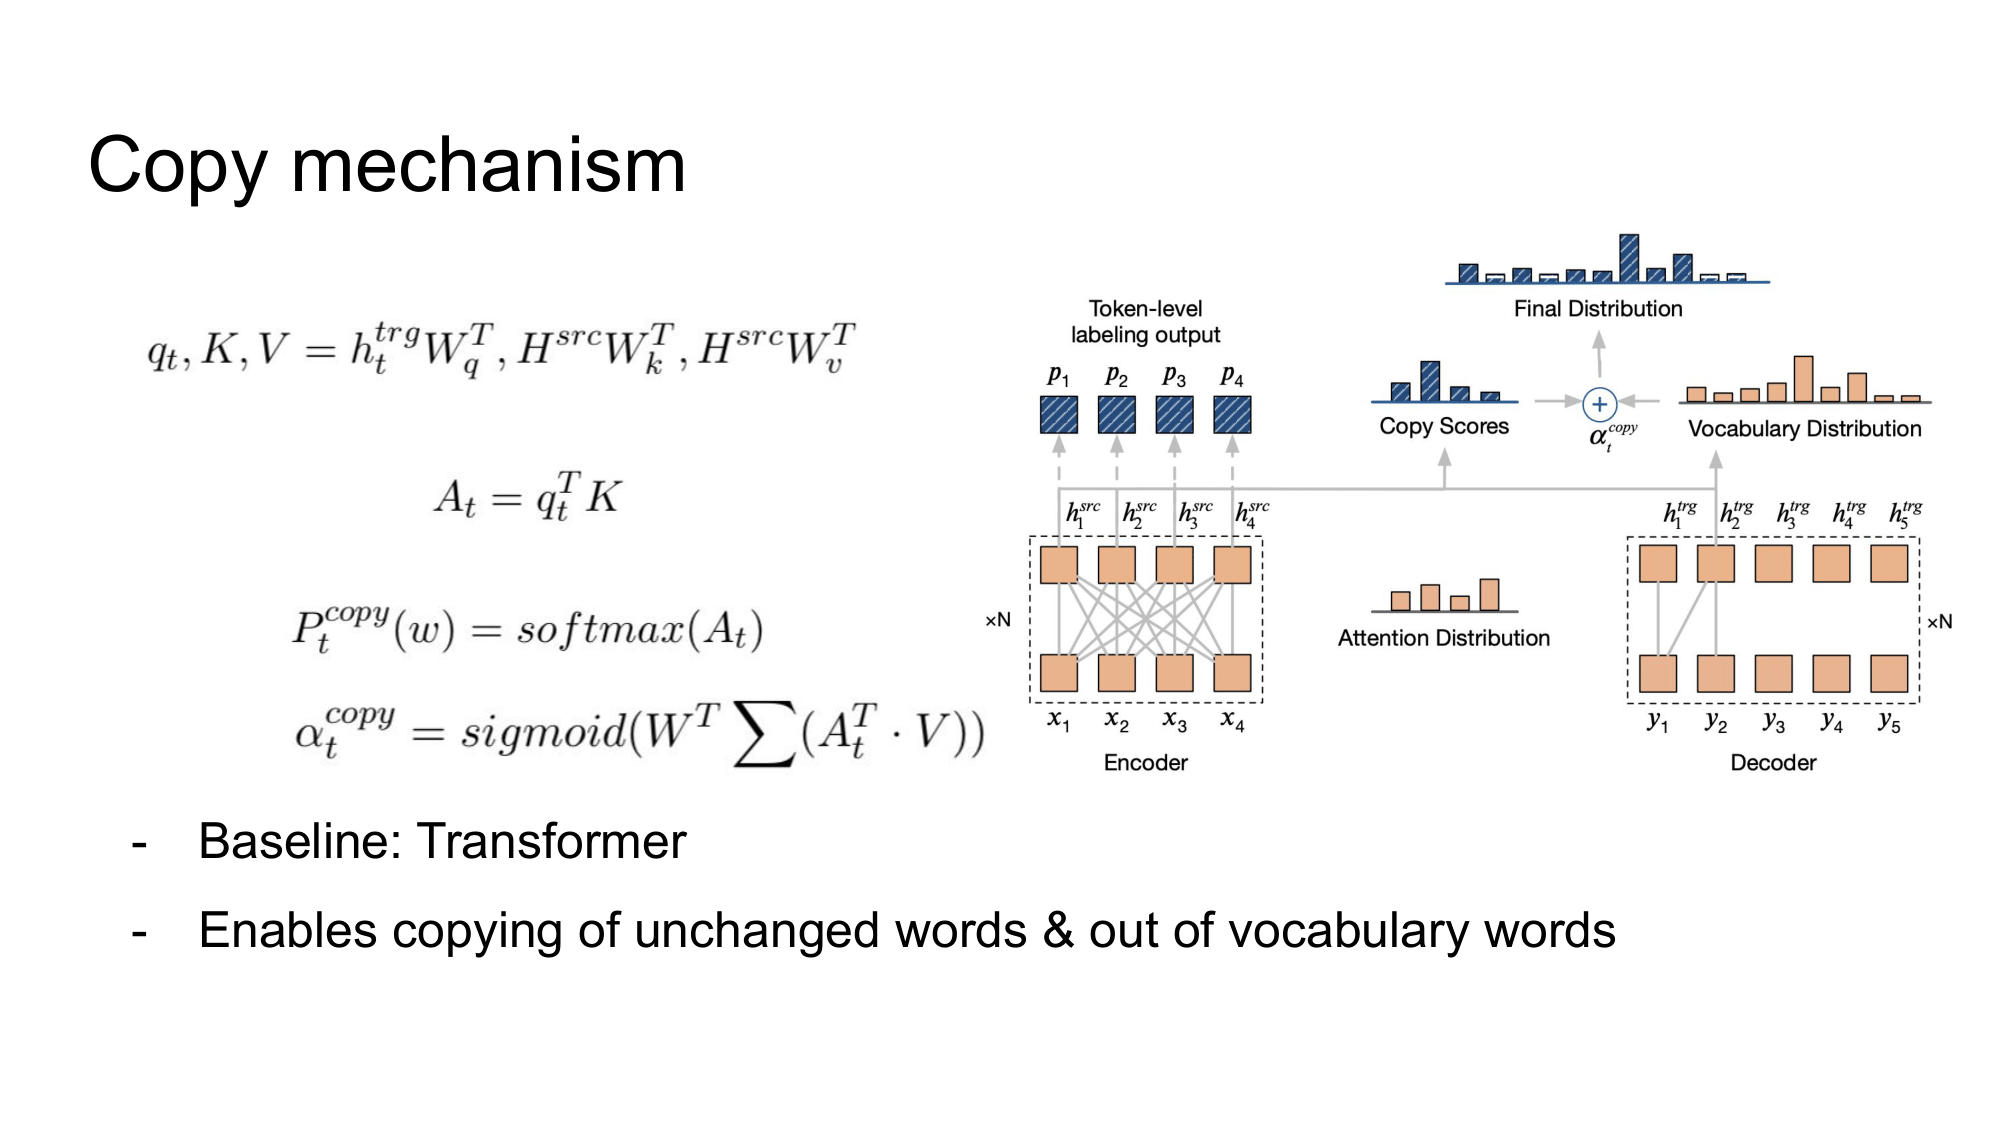 Copy mechanism
q_t, K, V = h_t^{trg} W_q^T, H^{src} W_k^T, H^{src} W_v^T
A_t = q_t^T K
P_t^{copy}(w) = softmax(A_t)
α_t^{copy} = sigmoid(W^T ∑(A_t^T · V))
Token-level
labeling output
p_1 p_2 p_3 p_4
Final Distribution
Copy Scores
+
α_t^{copy}
Vocabulary Distribution
h_1^{src} h_2^{src} h_3^{src} h_4^{src}
h_1^{trg} h_2^{trg} h_3^{trg} h_4^{trg} h_5^{trg}
×N
Attention Distribution
×N
x_1 x_2 x_3 x_4
y_1 y_2 y_3 y_4 y_5
Encoder
Decoder
- Baseline: Transformer
- Enables copying of unchanged words & out of vocabulary words